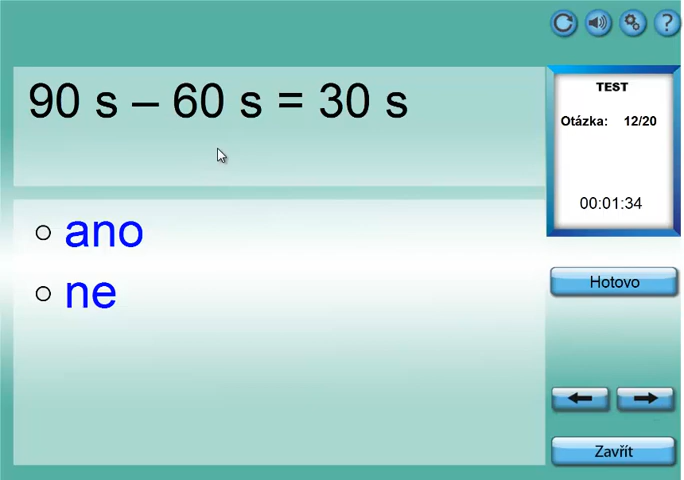 90 s – 60 s = 30 s
ano
ne
?
TEST
Otázka: 12/20
00:01:34
Hotovo
Zavřít